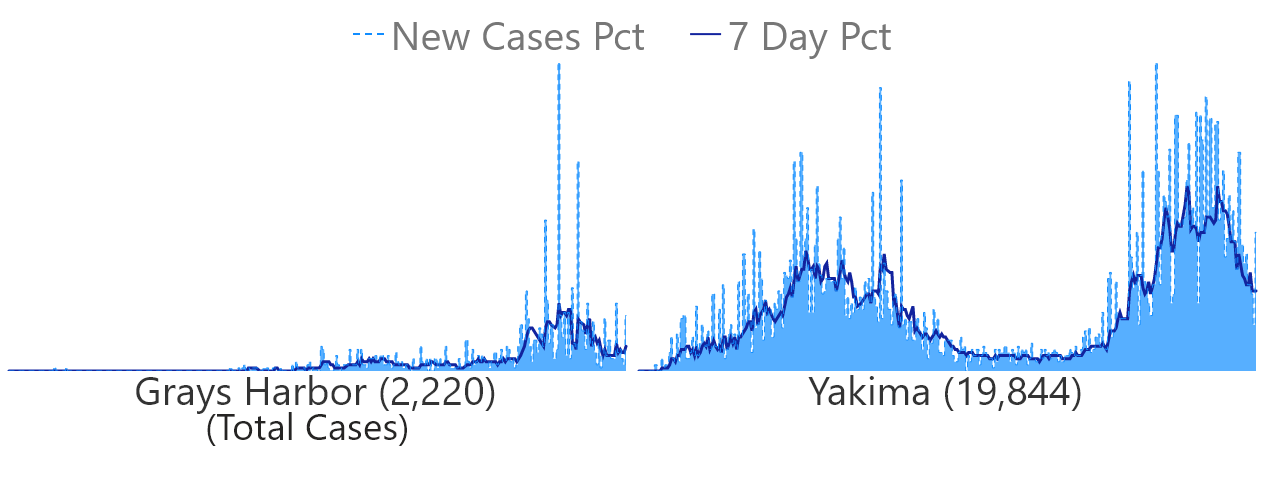 New Cases Pct 7 Day Pct
Grays Harbor (2,220) Yakima (19,844)
(Total Cases)